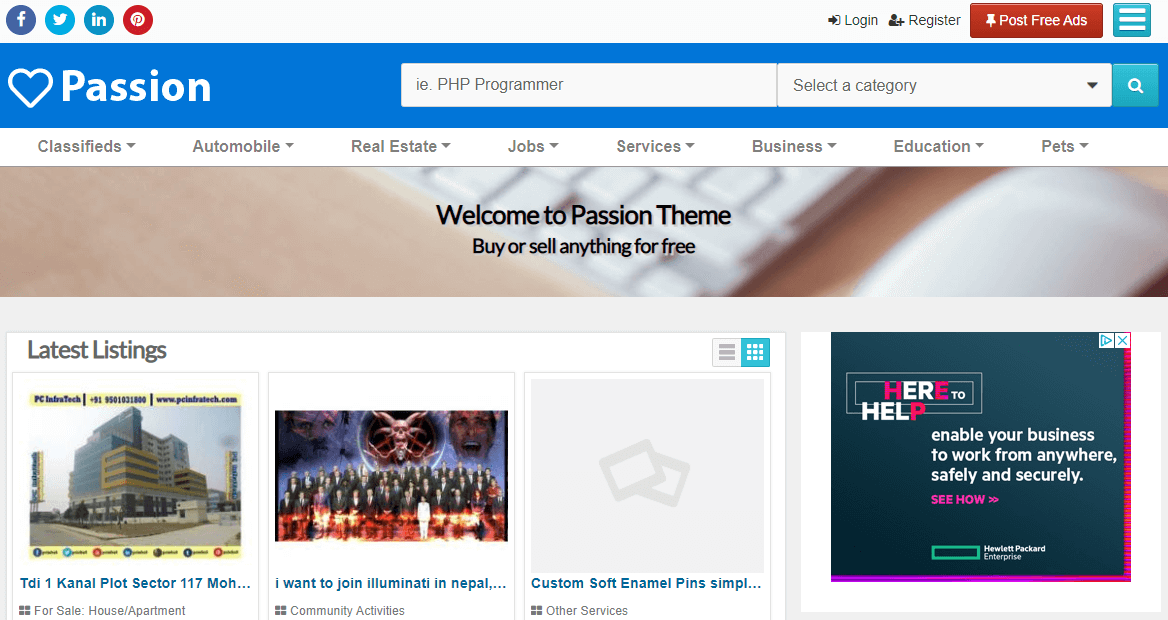 Login Register Post Free Ads
Passion
ie. PHP Programmer
Select a category
Classifieds Automobile Real Estate Jobs Services Business Education Pets
Welcome to Passion Theme
Buy or sell anything for free
Latest Listings
PC InfraTech | +91 9501031800 | www.pcinfratech.com
Tdi 1 Kanal Plot Sector 117 Moh...
For Sale: House/Apartment
i want to join illuminati in nepal,...
Community Activities
Custom Soft Enamel Pins simpl...
Other Services
HERE TO
HELP
enable your business
to work from anywhere,
safely and securely.
SEE HOW >>
Hewlett Packard
Enterprise